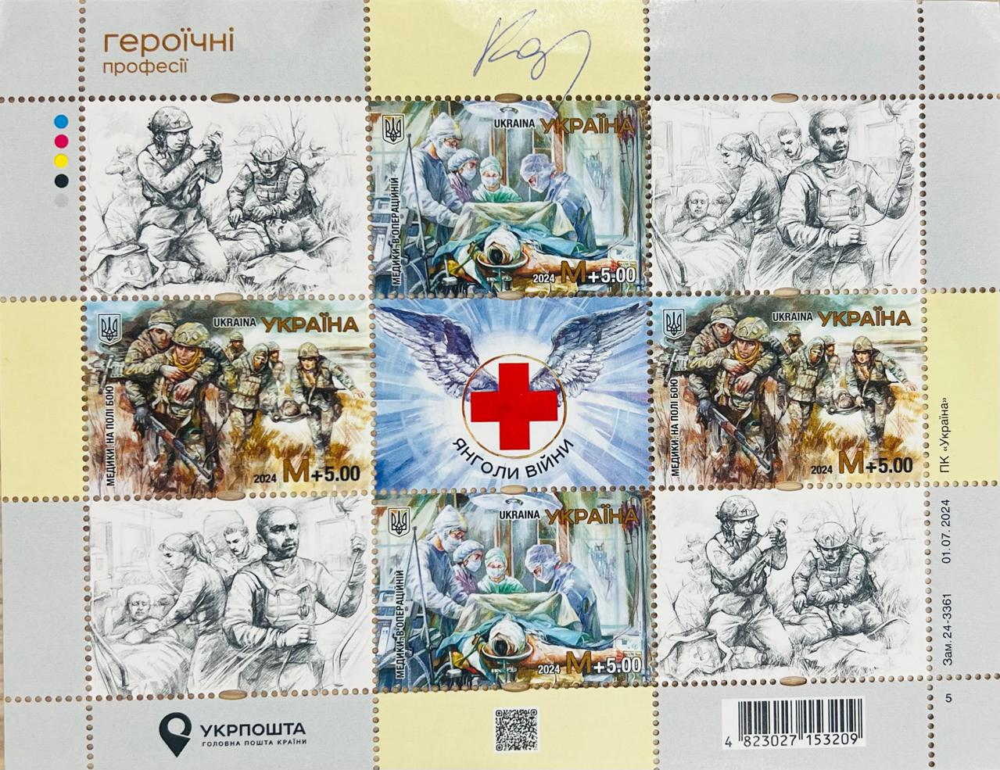 героїчні
професії
UKRAINA УКРАЇНА
МЕДИКИ В ОПЕРАЦІЙНІЙ
2024 М+5.00
UKRAINA УКРАЇНА
МЕДИКИ НА ПОЛІ БОЮ
2024 М+5.00
ЯНГОЛИ ВІЙНИ
UKRAINA УКРАЇНА
МЕДИКИ НА ПОЛІ БОЮ
2024 М+5.00
ПК «Україна»
UKRAINA УКРАЇНА
МЕДИКИ В ОПЕРАЦІЙНІЙ
2024 М+5.00
Зам. 24-3361 01.07.2024
5
УКРПОШТА
ГОЛОВНА ПОШТА КРАЇНИ
4 823027 153209